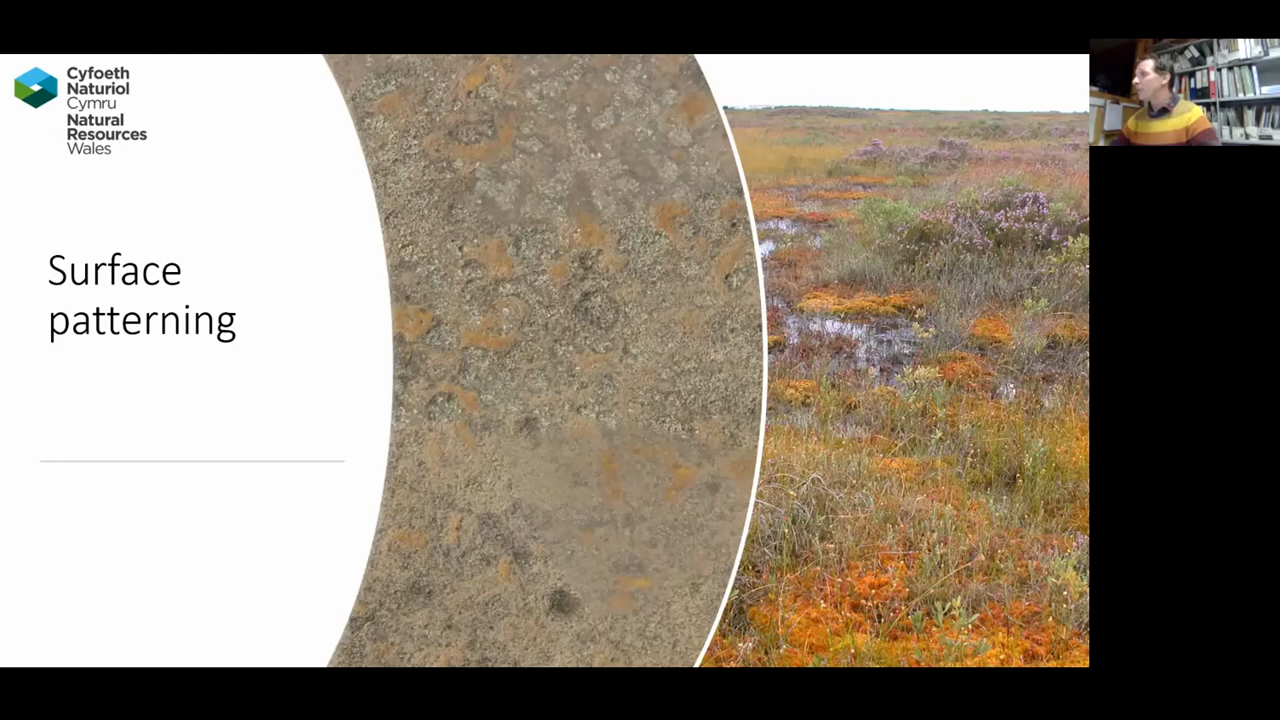 Cyfoeth
Naturiol
Cymru
Natural
Resources
Wales
Surface
patterning